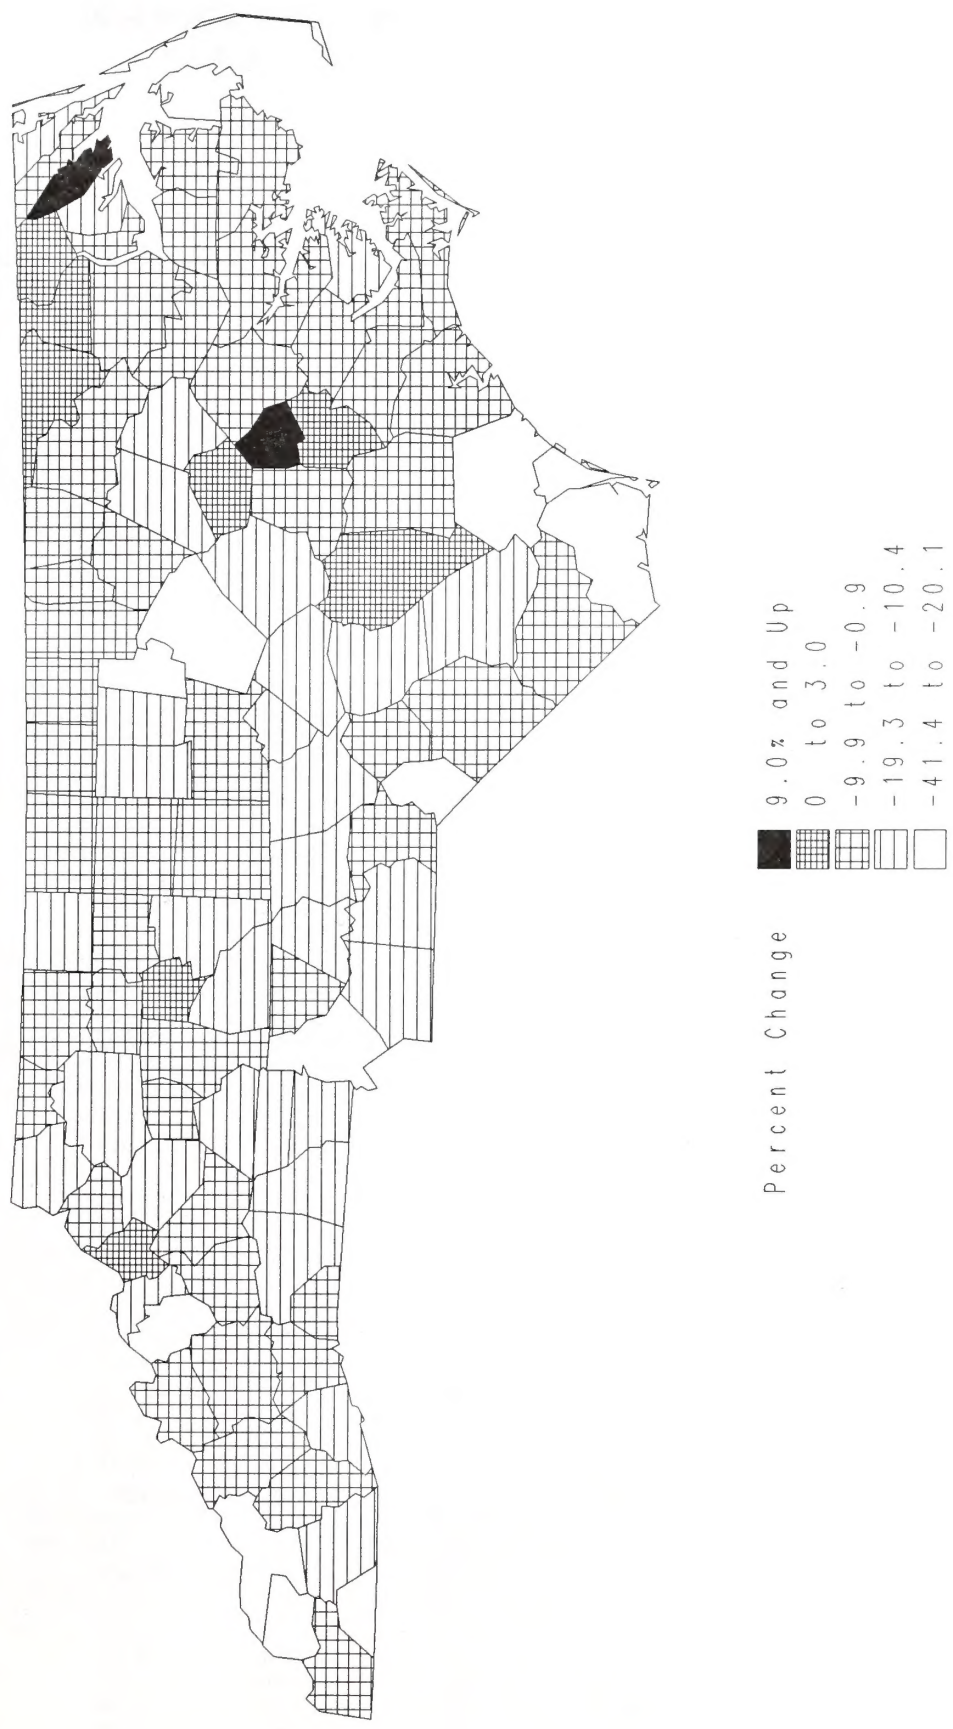 Percent Change
9.0% and Up
0 to 3.0
-9.9 to -0.9
-19.3 to -10.4
-41.4 to -20.1